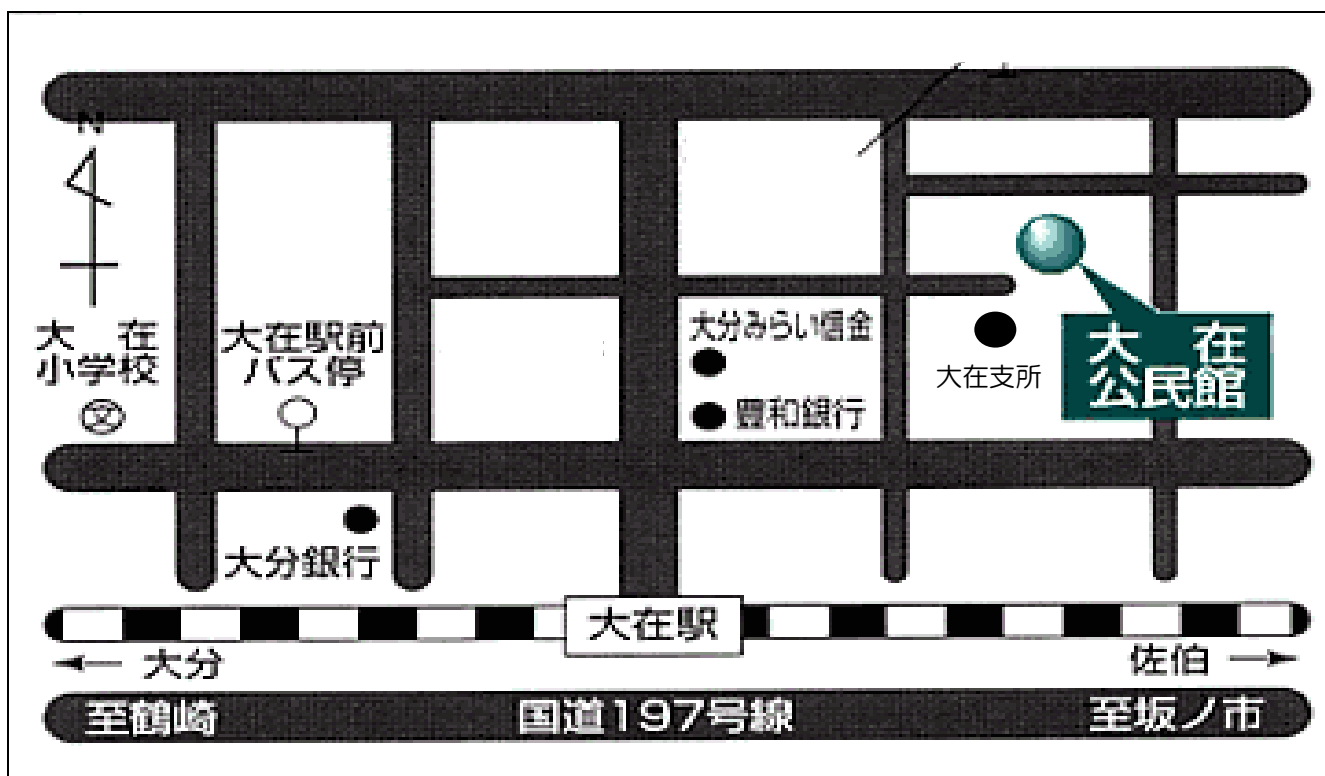 N
大　在
小学校
文
大在駅前
バス停
大分みらい信金
豊和銀行
大在支所
大　在
公民館
大分銀行
大在駅
← 大分
佐伯 →
至鶴崎
国道197号線
至坂ノ市